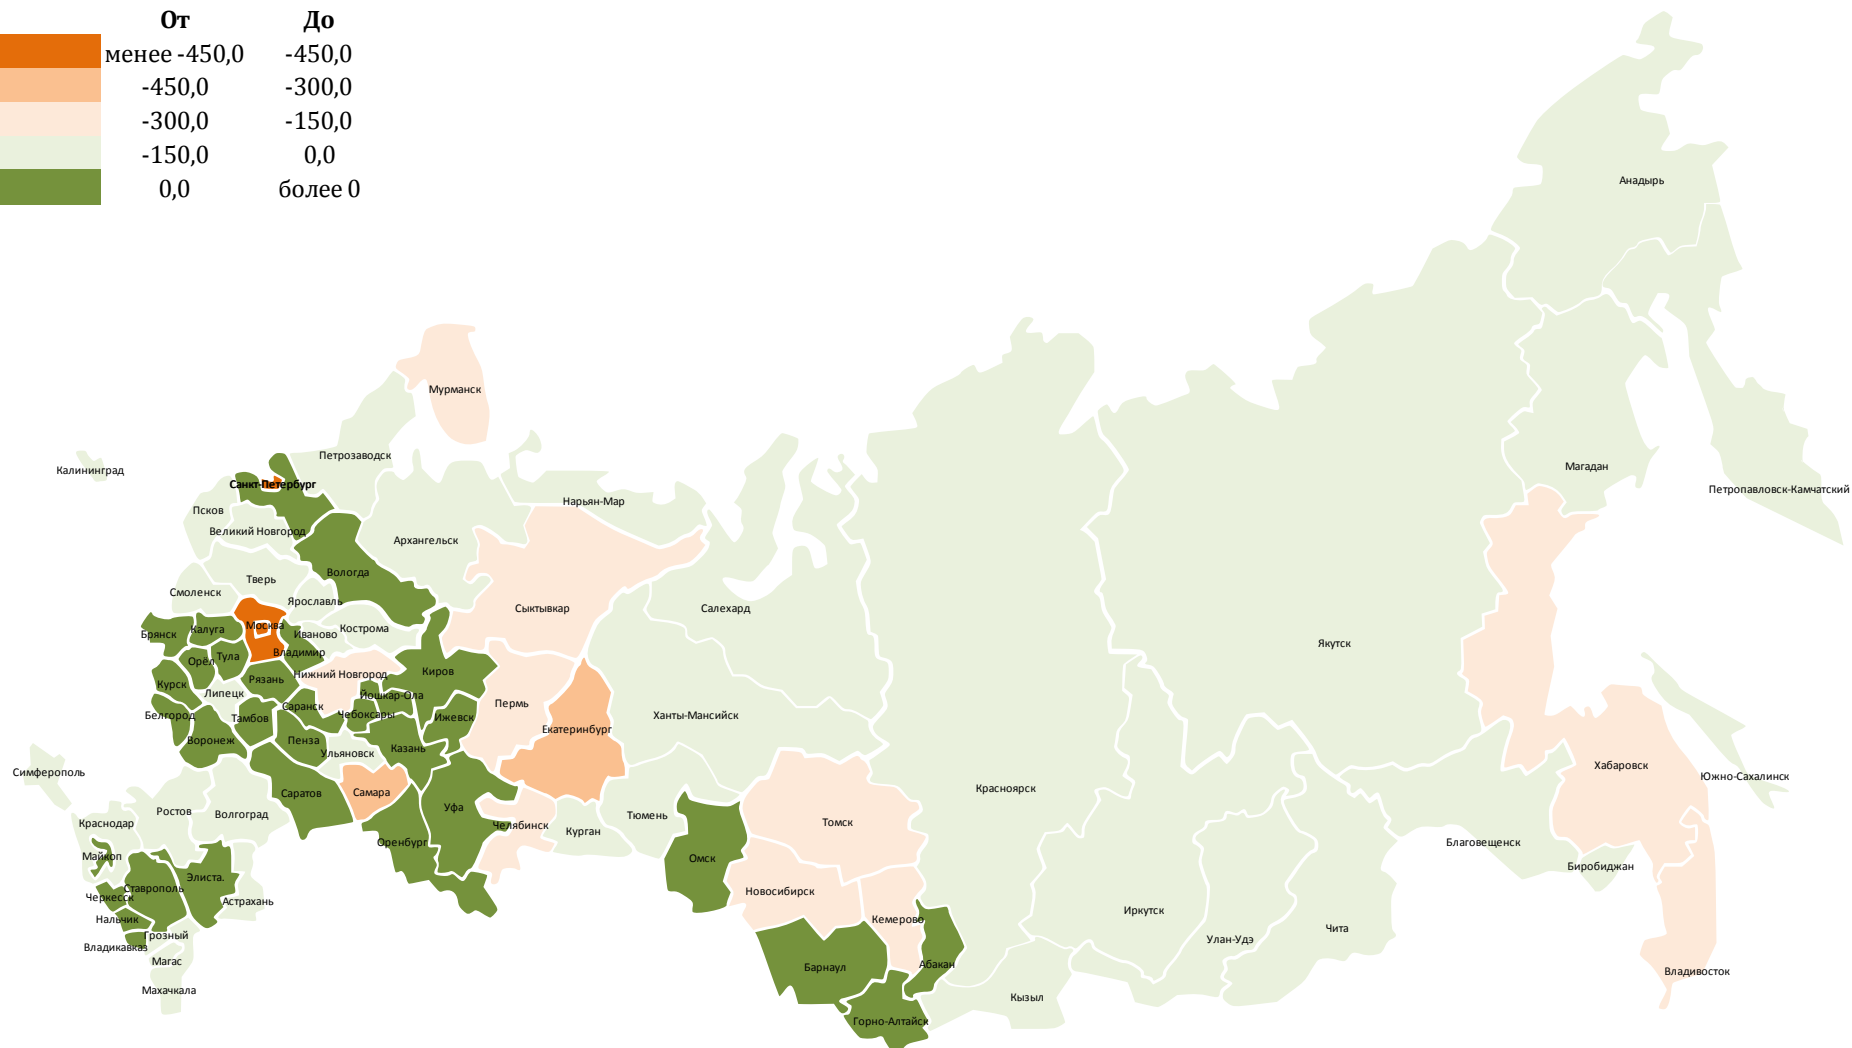 От До
менее -450,0 -450,0
-450,0 -300,0
-300,0 -150,0
-150,0 0,0
0,0 более 0
Анадырь
Мурманск
Петрозаводск
Калининград
Магадан
Санкт-Петербург
Петропавловск-Камчатский
Нарьян-Мар
Псков
Великий Новгород
Архангельск
Вологда
Тверь
Смоленск
Ярославль
Сыктывкар
Салехард
Москва
Калуга
Кострома
Брянск
Иваново
Якутск
Владимир
Тула
Орёл
Киров
Нижний Новгород
Рязань
Курск
Липецк
Йошкар-Ола
Пермь
Саранск
Чебоксары
Белгород
Тамбов
Ижевск
Ханты-Мансийск
Екатеринбург
Воронеж
Пенза
Казань
Ульяновск
Хабаровск
Симферополь
Южно-Сахалинск
Красноярск
Саратов
Самара
Уфа
Ростов
Волгоград
Тюмень
Краснодар
Челябинск
Томск
Курган
Оренбург
Благовещенск
Майкоп
Омск
Биробиджан
Элиста.
Ставрополь
Новосибирск
Черкесск
Астрахань
Иркутск
Нальчик
Кемерово
Чита
Грозный
Улан-Удэ
Владикавказ
Магас
Абакан
Барнаул
Владивосток
Махачкала
Кызыл
Горно-Алтайск